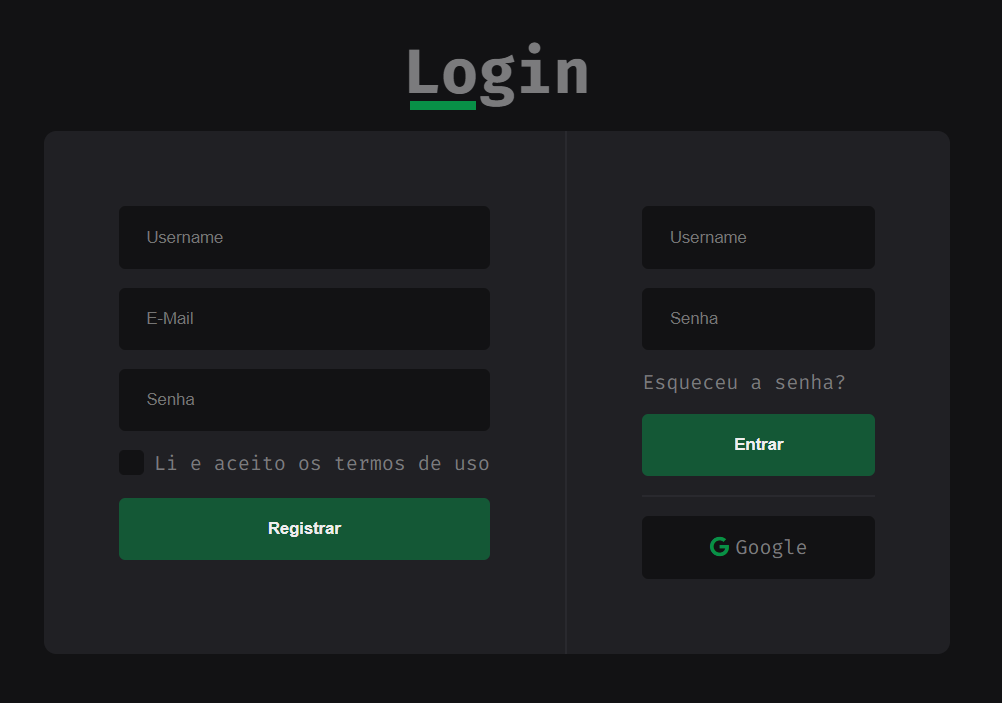 Login
Username
E-Mail
Senha
Li e aceito os termos de uso
Registrar
Username
Senha
Esqueceu a senha?
Entrar
Google